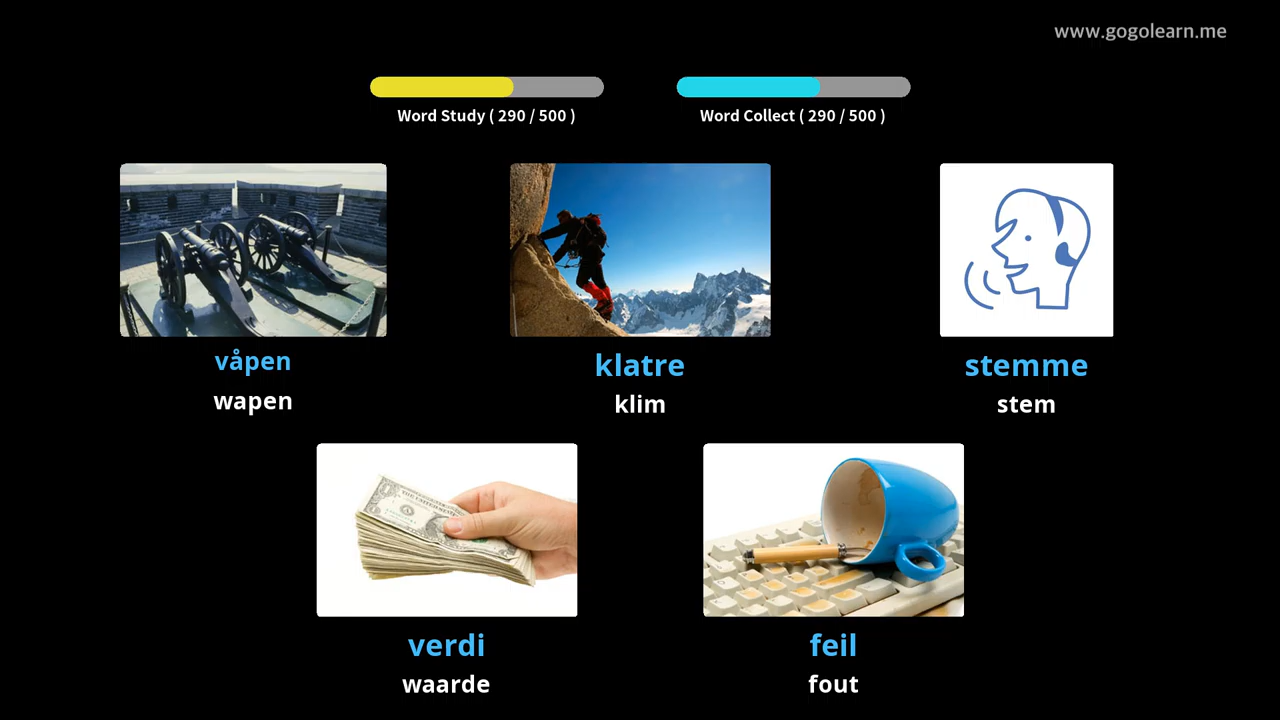 www.gogolearn.me
Word Study ( 290 / 500 )
Word Collect ( 290 / 500 )
våpen
wapen
klatre
klim
stemme
stem
verdi
waarde
feil
fout